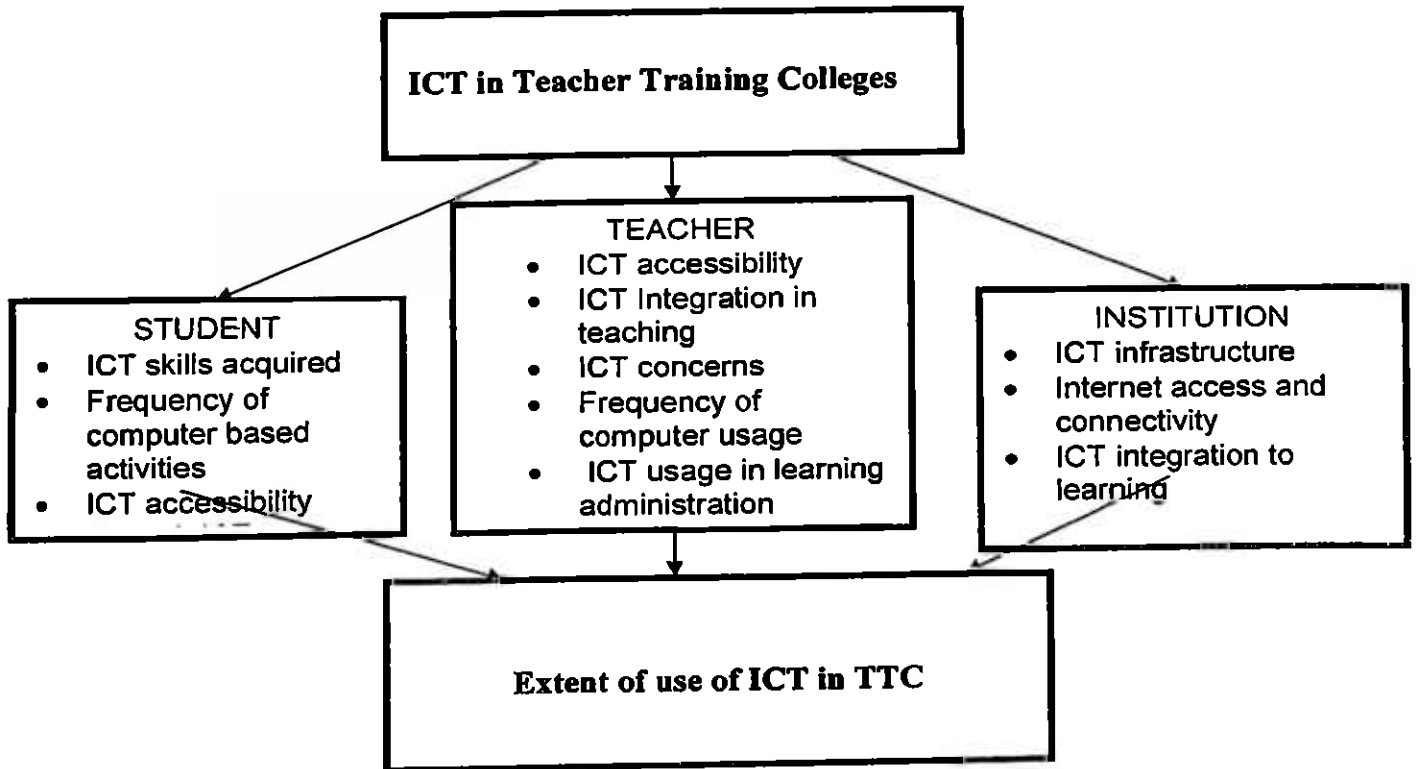 ICT in Teacher Training Colleges
TEACHER
• ICT accessibility
• ICT Integration in
teaching
• ICT concerns
• Frequency of
computer usage
• ICT usage in learning
administration
STUDENT
• ICT skills acquired
• Frequency of
computer based
activities
• ICT accessibility
INSTITUTION
• ICT infrastructure
• Internet access and
connectivity
• ICT integration to
learning
Extent of use of ICT in TTC